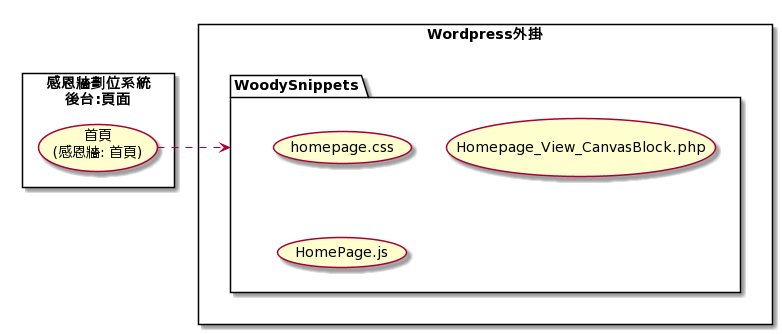 Wordpress外掛
感恩牆劃位系統
後台:頁面
WoodySnippets
首頁
(感恩牆: 首頁)
homepage.css
Homepage_View_CanvasBlock.php
HomePage.js